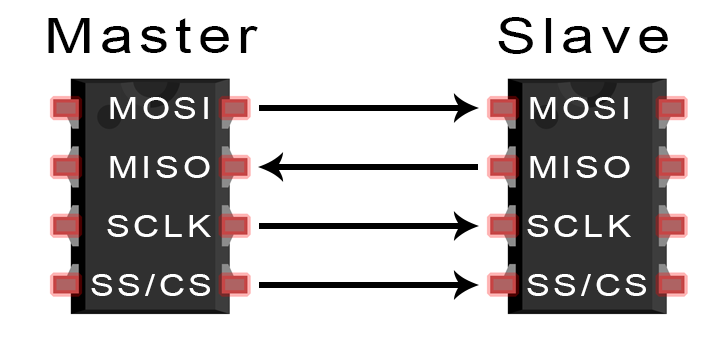 Master Slave
MOSI MOSI
MISO MISO
SCLK SCLK
SS/CS SS/CS